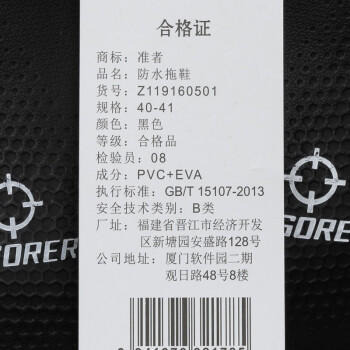 合格证
商标：准者
品名：防水拖鞋
货号：Z119160501
规格：40-41
颜色：黑色
等级：合格品
检验员：08
成分：PVC+EVA
执行标准：GB/T 15107-2013
安全技术类别：B类
厂址：福建省晋江市经济开发
区新塘园安盛路128号
公司地址：厦门软件园二期
观日路48号8楼